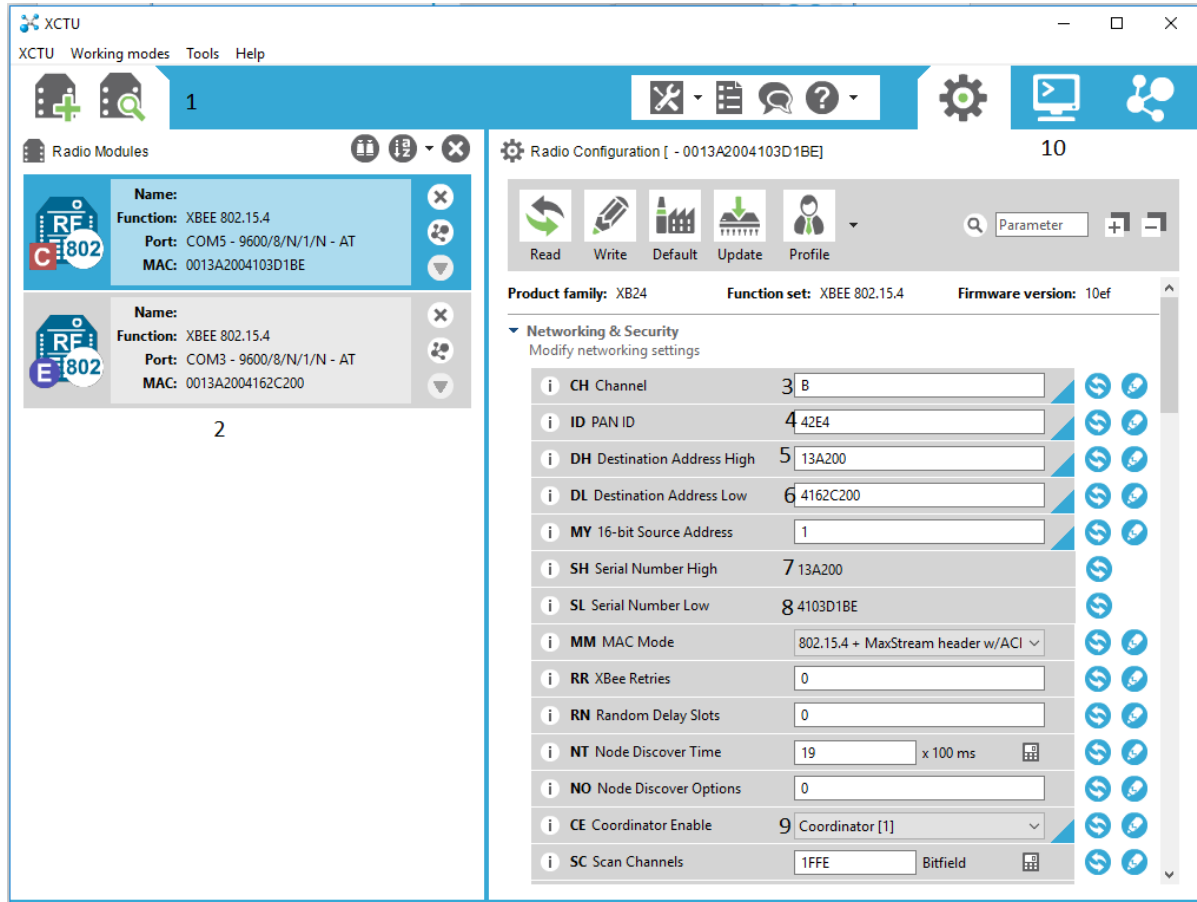 XCTU
XCTU Working modes Tools Help
1
Radio Modules
Name:
Function: XBEE 802.15.4
Port: COM5 - 9600/8/N/1/N - AT
MAC: 0013A2004103D1BE
RF
C 802
Name:
Function: XBEE 802.15.4
Port: COM3 - 9600/8/N/1/N - AT
MAC: 0013A2004162C200
RF
E 802
2
Radio Configuration [ - 0013A2004103D1BE]
10
Read Write Default Update Profile
Parameter
Product family: XB24 Function set: XBEE 802.15.4 Firmware version: 10ef
Networking & Security
Modify networking settings
i CH Channel 3 B
i ID PAN ID 4 42E4
i DH Destination Address High 5 13A200
i DL Destination Address Low 6 4162C200
i MY 16-bit Source Address 1
i SH Serial Number High 7 13A200
i SL Serial Number Low 8 4103D1BE
i MM MAC Mode 802.15.4 + MaxStream header w/ACI
i RR XBee Retries 0
i RN Random Delay Slots 0
i NT Node Discover Time 19 x 100 ms
i NO Node Discover Options 0
i CE Coordinator Enable 9 Coordinator [1]
i SC Scan Channels 1FFE Bitfield